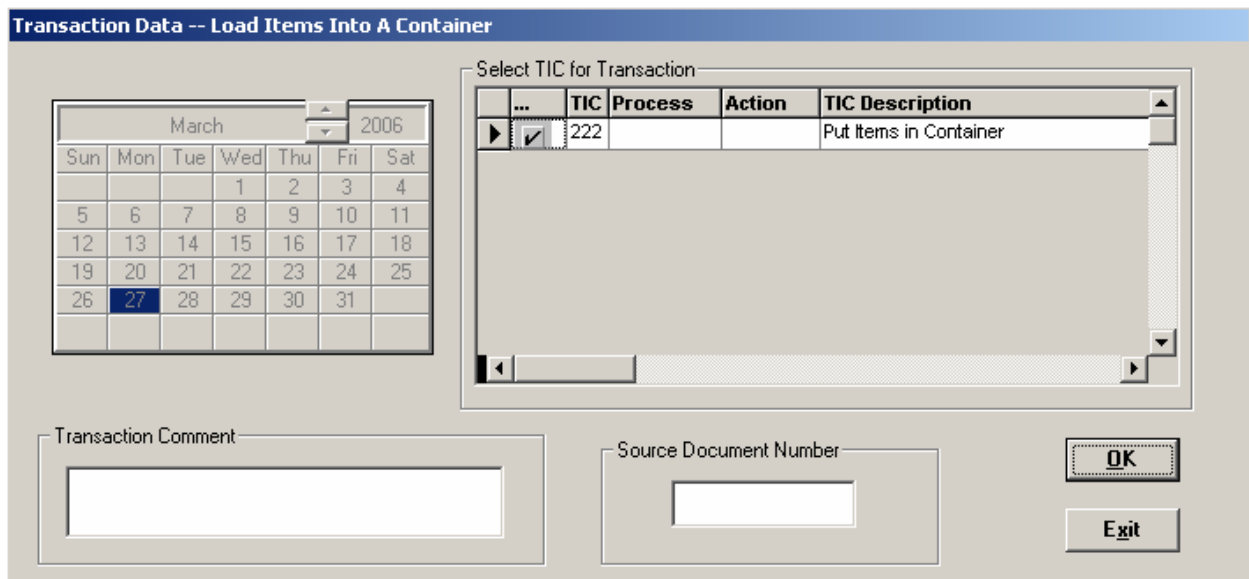 Transaction Data -- Load Items Into A Container
Select TIC for Transaction
... TIC Process Action TIC Description
222 Put Items in Container
March 2006
Sun Mon Tue Wed Thu Fri Sat
1 2 3 4
5 6 7 8 9 10 11
12 13 14 15 16 17 18
19 20 21 22 23 24 25
26 27 28 29 30 31
Transaction Comment
Source Document Number
OK
Exit